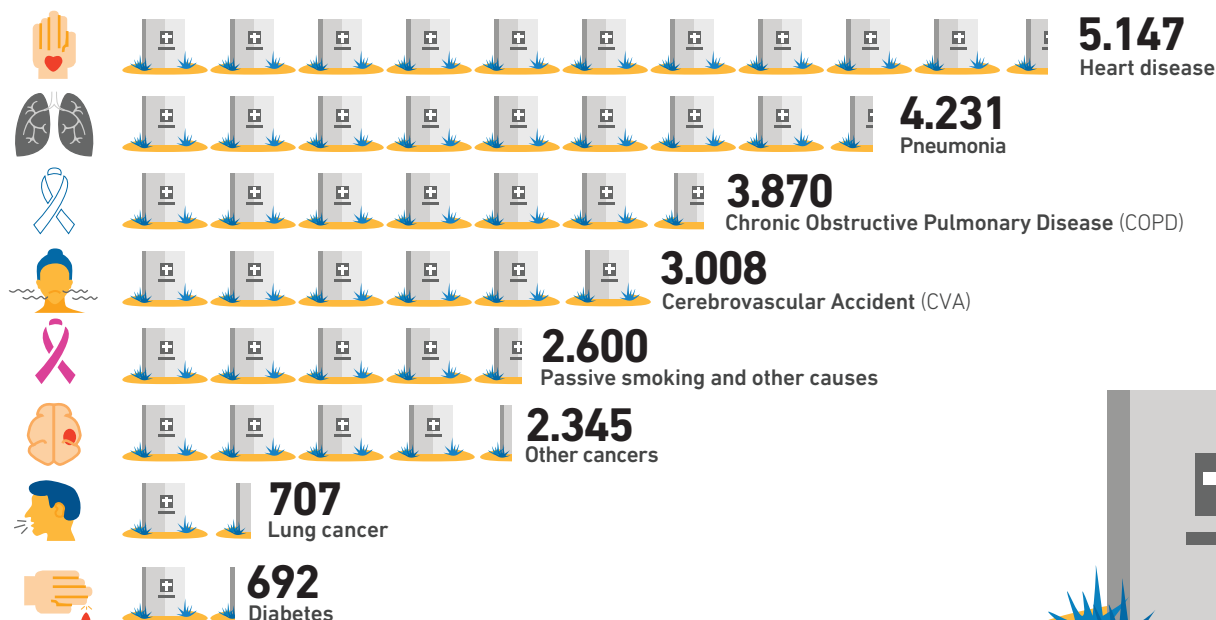 5.147
Heart disease
4.231
Pneumonia
3.870
Chronic Obstructive Pulmonary Disease (COPD)
3.008
Cerebrovascular Accident (CVA)
2.600
Passive smoking and other causes
2.345
Other cancers
707
Lung cancer
692
Diabetes